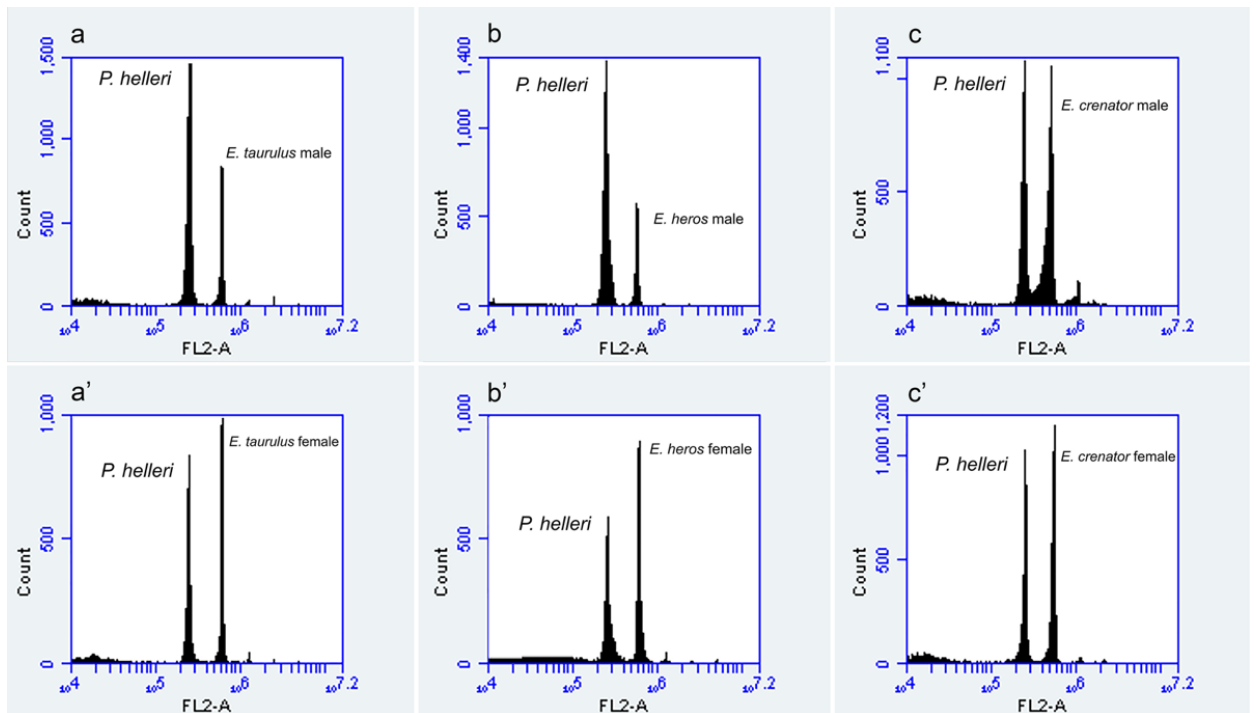 a
1,500
P. helleri
E. taurulus male
1,000
500
0
Count
10^4
10^5
10^6
10^7.2
FL2-A
b
1,400
P. helleri
1,000
E. heros male
500
0
Count
10^4
10^5
10^6
10^7.2
FL2-A
c
1,100
P. helleri
E. crenator male
500
0
Count
10^4
10^5
10^6
10^7.2
FL2-A
a’
1,000
E. taurulus female
P. helleri
500
0
Count
10^4
10^5
10^6
10^7.2
FL2-A
b’
1,000
E. heros female
P. helleri
500
0
Count
10^4
10^5
10^6
10^7.2
FL2-A
c’
1,200
1,000
P. helleri
E. crenator female
500
0
Count
10^4
10^5
10^6
10^7.2
FL2-A